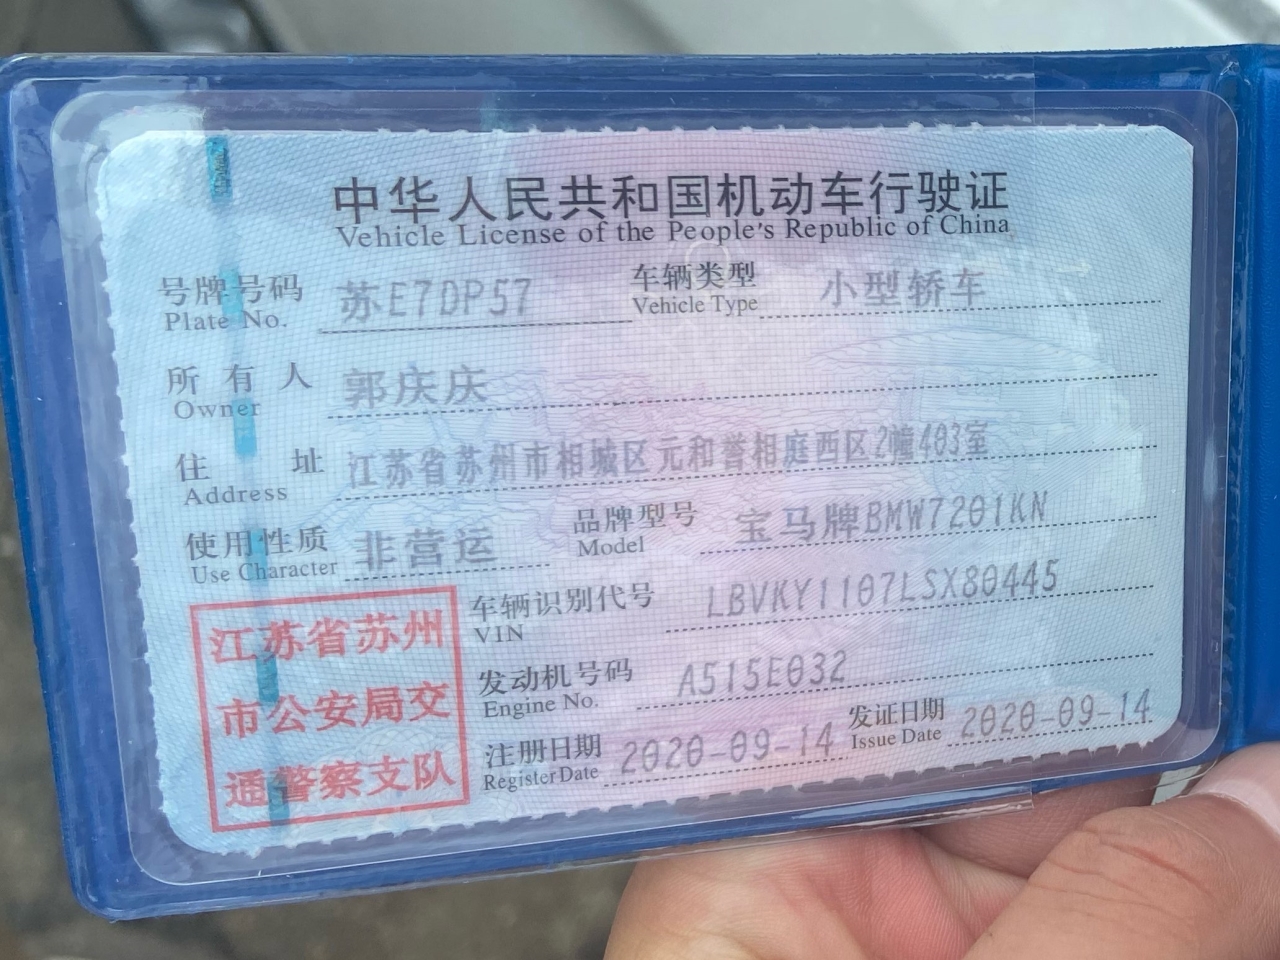 中华人民共和国机动车行驶证
Vehicle License of the People's Republic of China
号牌号码 苏E7DP57 车辆类型 小型轿车
Plate No. Vehicle Type
所有人 郭庆庆
Owner
住址 江苏省苏州市相城区元和誉相庭西区2幢403室
Address
使用性质 非营运 品牌型号 宝马牌BMW7201KN
Use Character Model
车辆识别代号 LBVKY1107LSX80445
VIN
发动机号码 A515E032
Engine No.
注册日期 2020-09-14 发证日期 2020-09-14
Register Date Issue Date
江苏省苏州
市公安局交
通警察支队